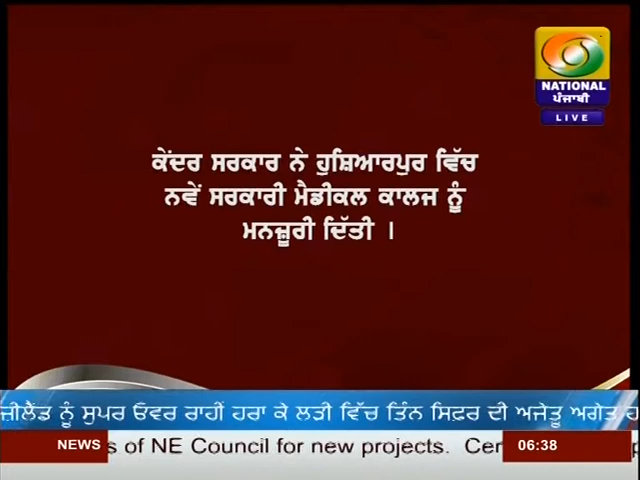 NATIONAL
ਪੰਜਾਬੀ
LIVE
ਕੇਂਦਰ ਸਰਕਾਰ ਨੇ ਹੁਸ਼ਿਆਰਪੁਰ ਵਿੱਚ
ਨਵੇਂ ਸਰਕਾਰੀ ਮੈਡੀਕਲ ਕਾਲਜ ਨੂੰ
ਮਨਜ਼ੂਰੀ ਦਿੱਤੀ ।
ਜ਼ੀਲੈਂਡ ਨੂੰ ਸੁਪਰ ਓਵਰ ਰਾਹੀਂ ਹਰਾ ਕੇ ਲੜੀ ਵਿੱਚ ਤਿੰਨ ਸਿਫ਼ਰ ਦੀ ਅਜੇਤੂ ਅਗੇਤ
NEWS s of NE Council for new projects. Cen 06:38